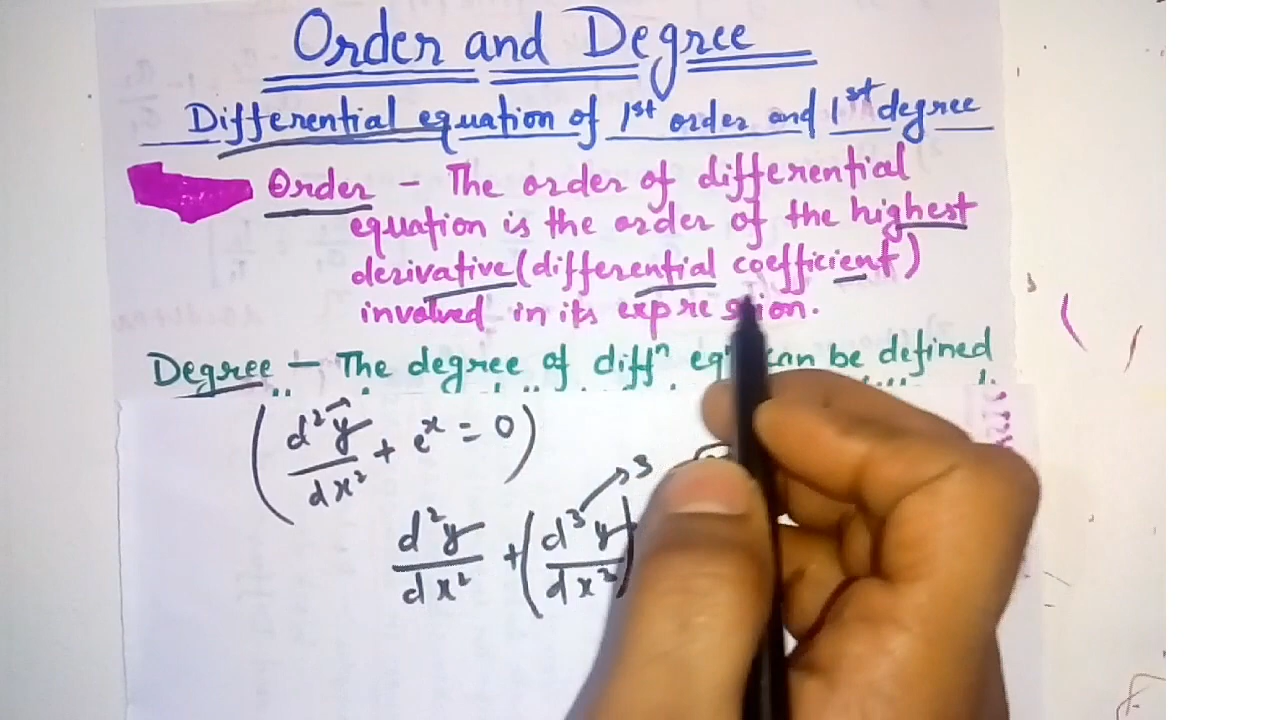 Order and Degree
Differential equation of 1st order and 1st degree
Order – The order of differential
equation is the order of the highest
derivative (differential coefficient)
involved in its expression.
Degree – The degree of diffⁿ eqⁿ can be defined
(d²y/dx² + eˣ = 0)
d²y/dx² + (d³y/dx²) 3